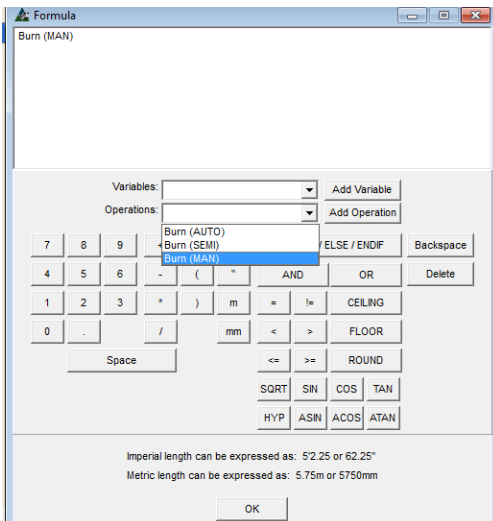 Formula
Burn (MAN)
Variables:
Add Variable
Operations:
Add Operation
Burn (AUTO)
Burn (SEMI)
Burn (MAN)
7 8 9 / ELSE / ENDIF Backspace
4 5 6 - ( " AND OR Delete
1 2 3 * ) m = != CEILING
0 . / mm < > FLOOR
Space <= >= ROUND
SQRT SIN COS TAN
HYP ASIN ACOS ATAN
Imperial length can be expressed as: 5'2.25 or 62.25"
Metric length can be expressed as: 5.75m or 5750mm
OK